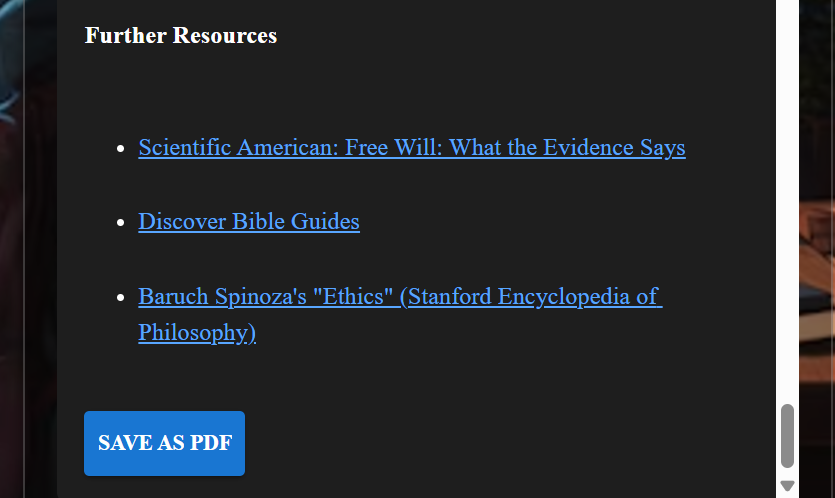 Further Resources
Scientific American: Free Will: What the Evidence Says
Discover Bible Guides
Baruch Spinoza's "Ethics" (Stanford Encyclopedia of
Philosophy)
SAVE AS PDF